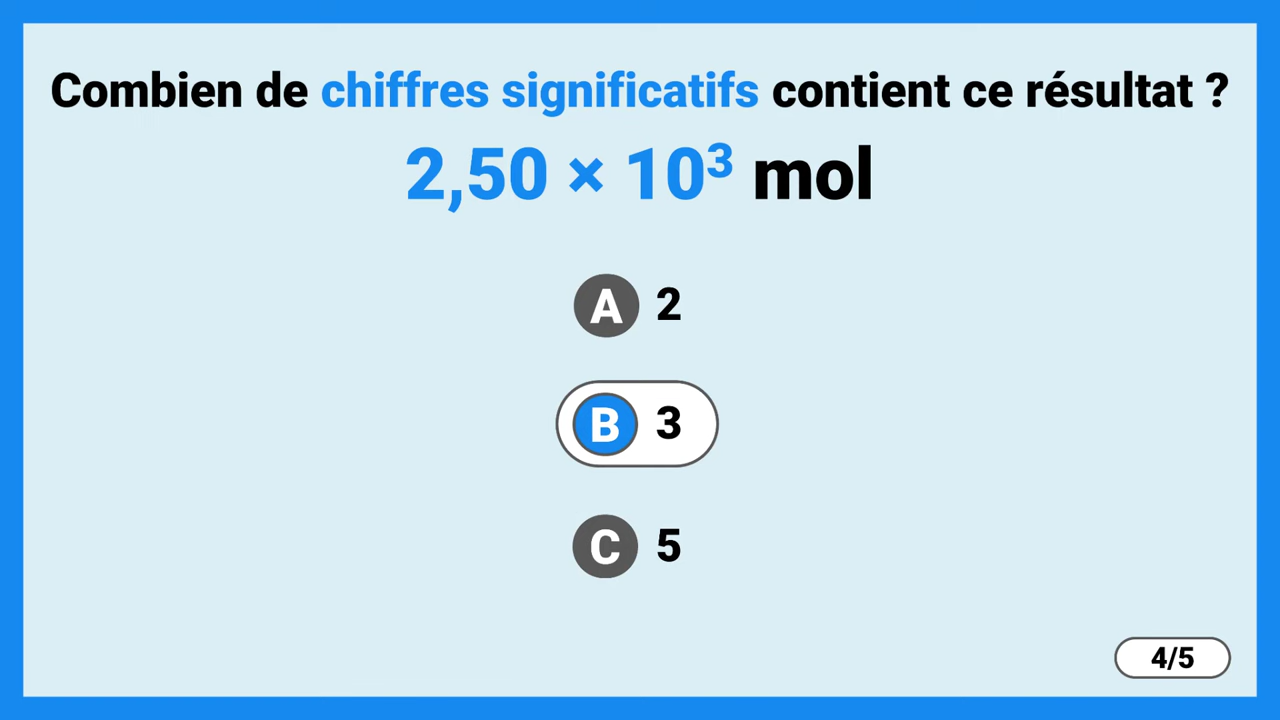 Combien de chiffres significatifs contient ce résultat ?
2,50 × 10³ mol
A 2
B 3
C 5
4/5